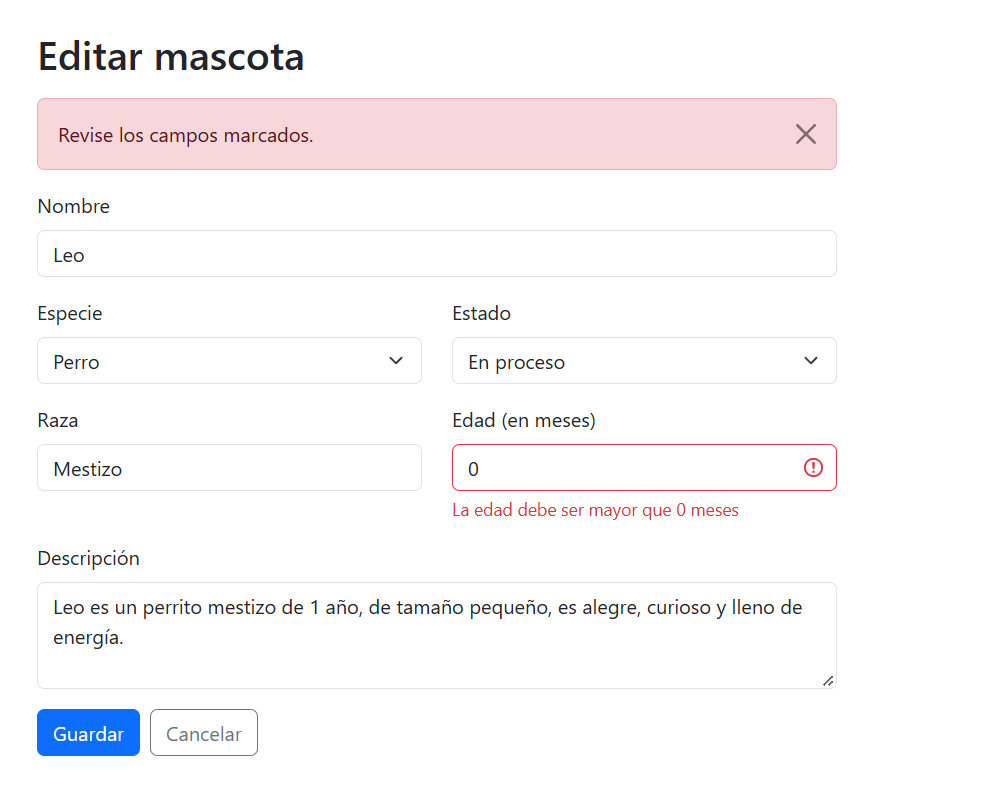 Editar mascota
Revise los campos marcados.
Nombre
Leo
Especie
Estado
Perro
En proceso
Raza
Edad (en meses)
Mestizo
0
La edad debe ser mayor que 0 meses
Descripción
Leo es un perrito mestizo de 1 año, de tamaño pequeño, es alegre, curioso y lleno de
energía.
Guardar
Cancelar